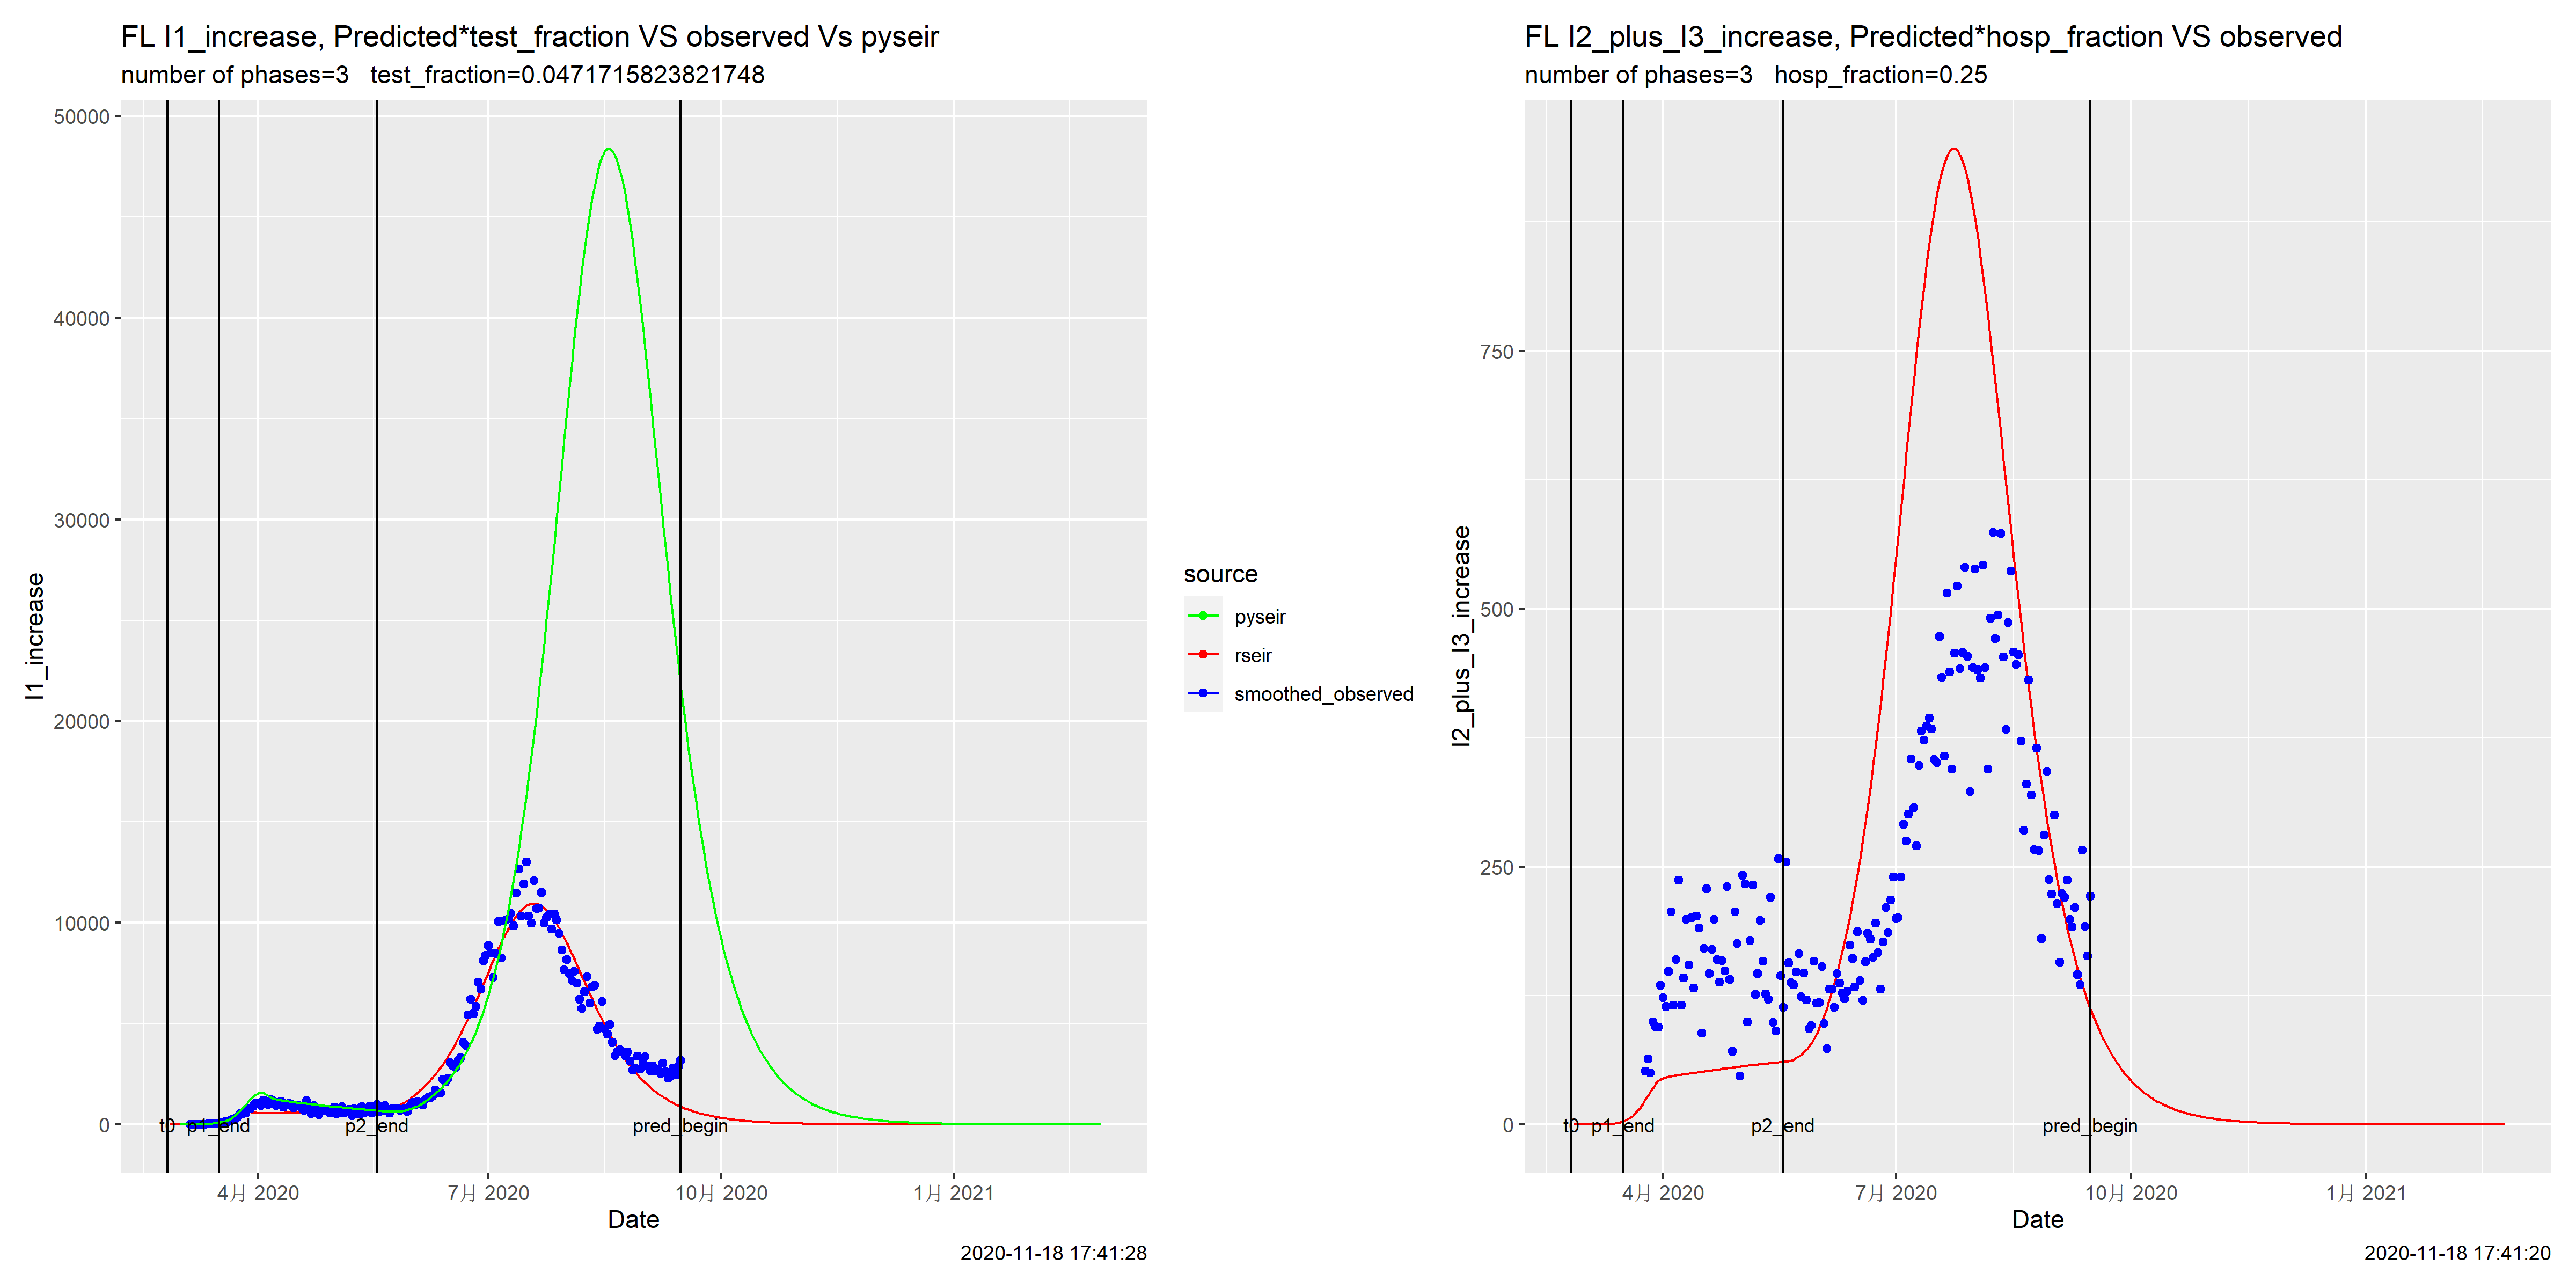 FL I1_increase, Predicted*test_fraction VS observed Vs pyseir
number of phases=3 test_fraction=0.0471715823821748
50000
40000
30000
20000
10000
0
I1_increase
t0 p1_end p2_end pred_begin
4月 2020 7月 2020 10月 2020 1月 2021
Date
2020-11-18 17:41:28
source
pyseir
rseir
smoothed_observed
FL I2_plus_I3_increase, Predicted*hosp_fraction VS observed
number of phases=3 hosp_fraction=0.25
750
500
250
0
I2_plus_I3_increase
t0 p1_end p2_end pred_begin
4月 2020 7月 2020 10月 2020 1月 2021
Date
2020-11-18 17:41:20